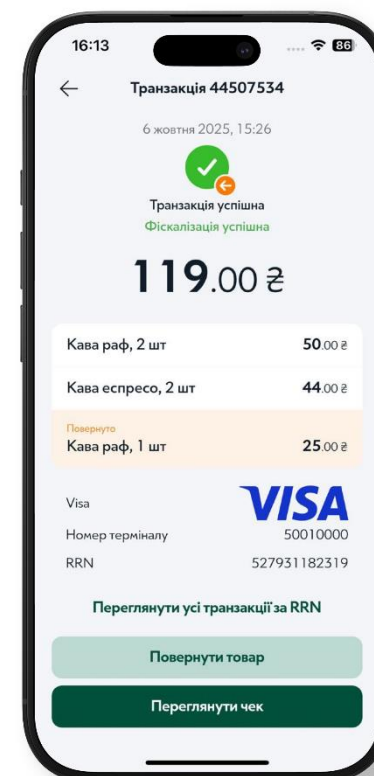 16:13
86
Транзакція 44507534
6 жовтня 2025, 15:26
Транзакція успішна
Фіскалізація успішна
119.00 ₴
Кава раф, 2 шт 50.00 ₴
Кава еспресо, 2 шт 44.00 ₴
Повернуто
Кава раф, 1 шт 25.00 ₴
Visa VISA
Номер терміналу 50010000
RRN 527931182319
Переглянути усі транзакції за RRN
Повернути товар
Переглянути чек